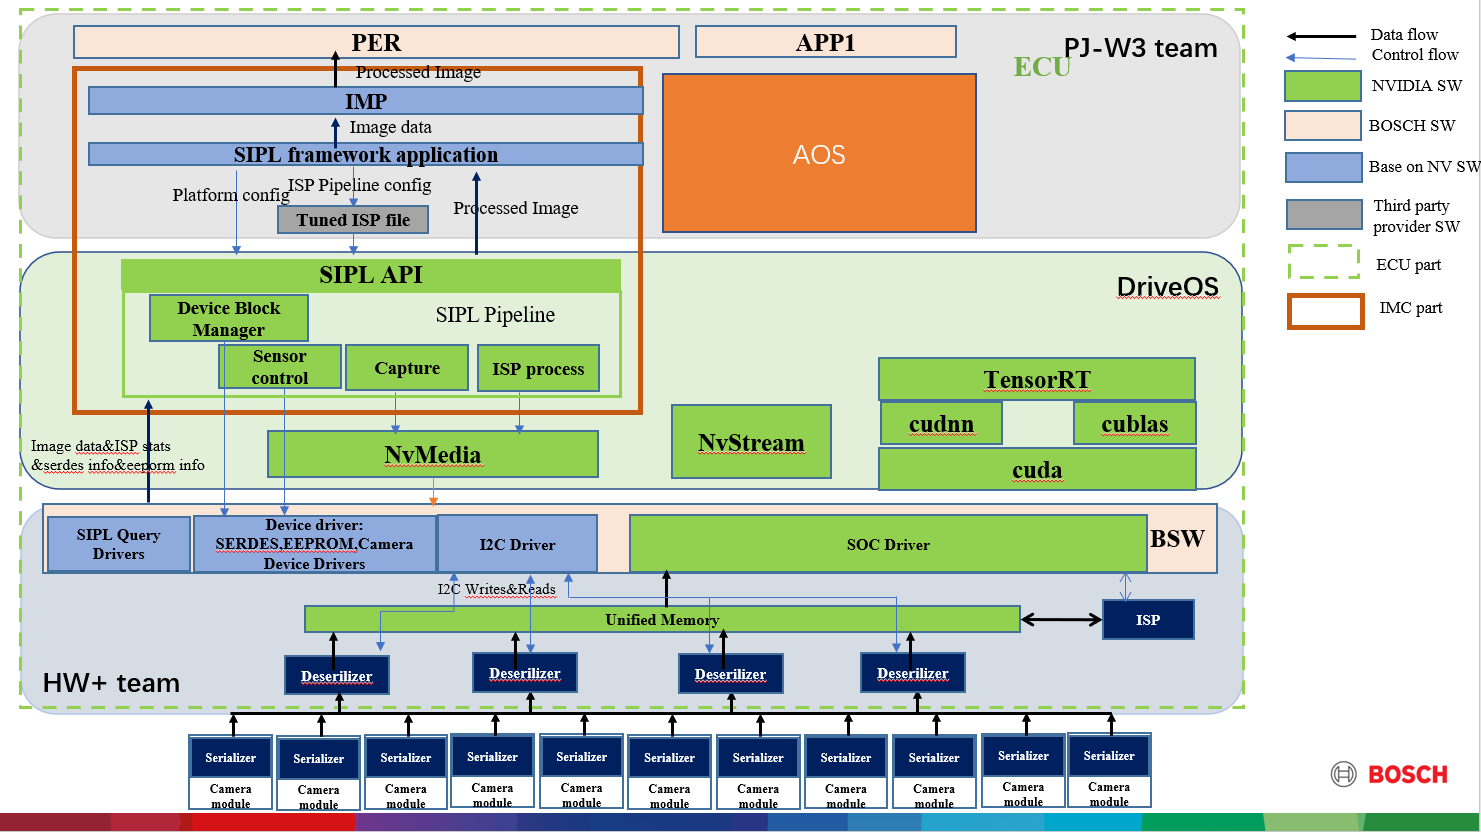 PER
APP1
PJ-W3 team
ECU
Processed Image
IMP
Image data
SIPL framework application
AOS
ISP Pipeline config
Platform config
Processed Image
Tuned ISP file
SIPL API
DriveOS
Device Block
Manager
SIPL Pipeline
Sensor
control
Capture
ISP process
TensorRT
cudnn
cublas
cuda
NvStream
NvMedia
Image data&ISP stats
&serdes info&eeporm info
SIPL Query
Drivers
Device driver:
SERDES,EEPROM,Camera
Device Drivers
I2C Driver
SOC Driver
BSW
I2C Writes&Reads
Unified Memory
ISP
Deserilizer
Deserilizer
Deserilizer
Deserilizer
HW+ team
Serializer
Serializer
Serializer
Serializer
Serializer
Serializer
Serializer
Serializer
Serializer
Serializer
Serializer
Camera
module
Camera
module
Camera
module
Camera
module
Camera
module
Camera
module
Camera
module
Camera
module
Camera
module
Camera
module
Camera
module
Data flow
Control flow
NVIDIA SW
BOSCH SW
Base on NV SW
Third party
provider SW
ECU part
IMC part
BOSCH